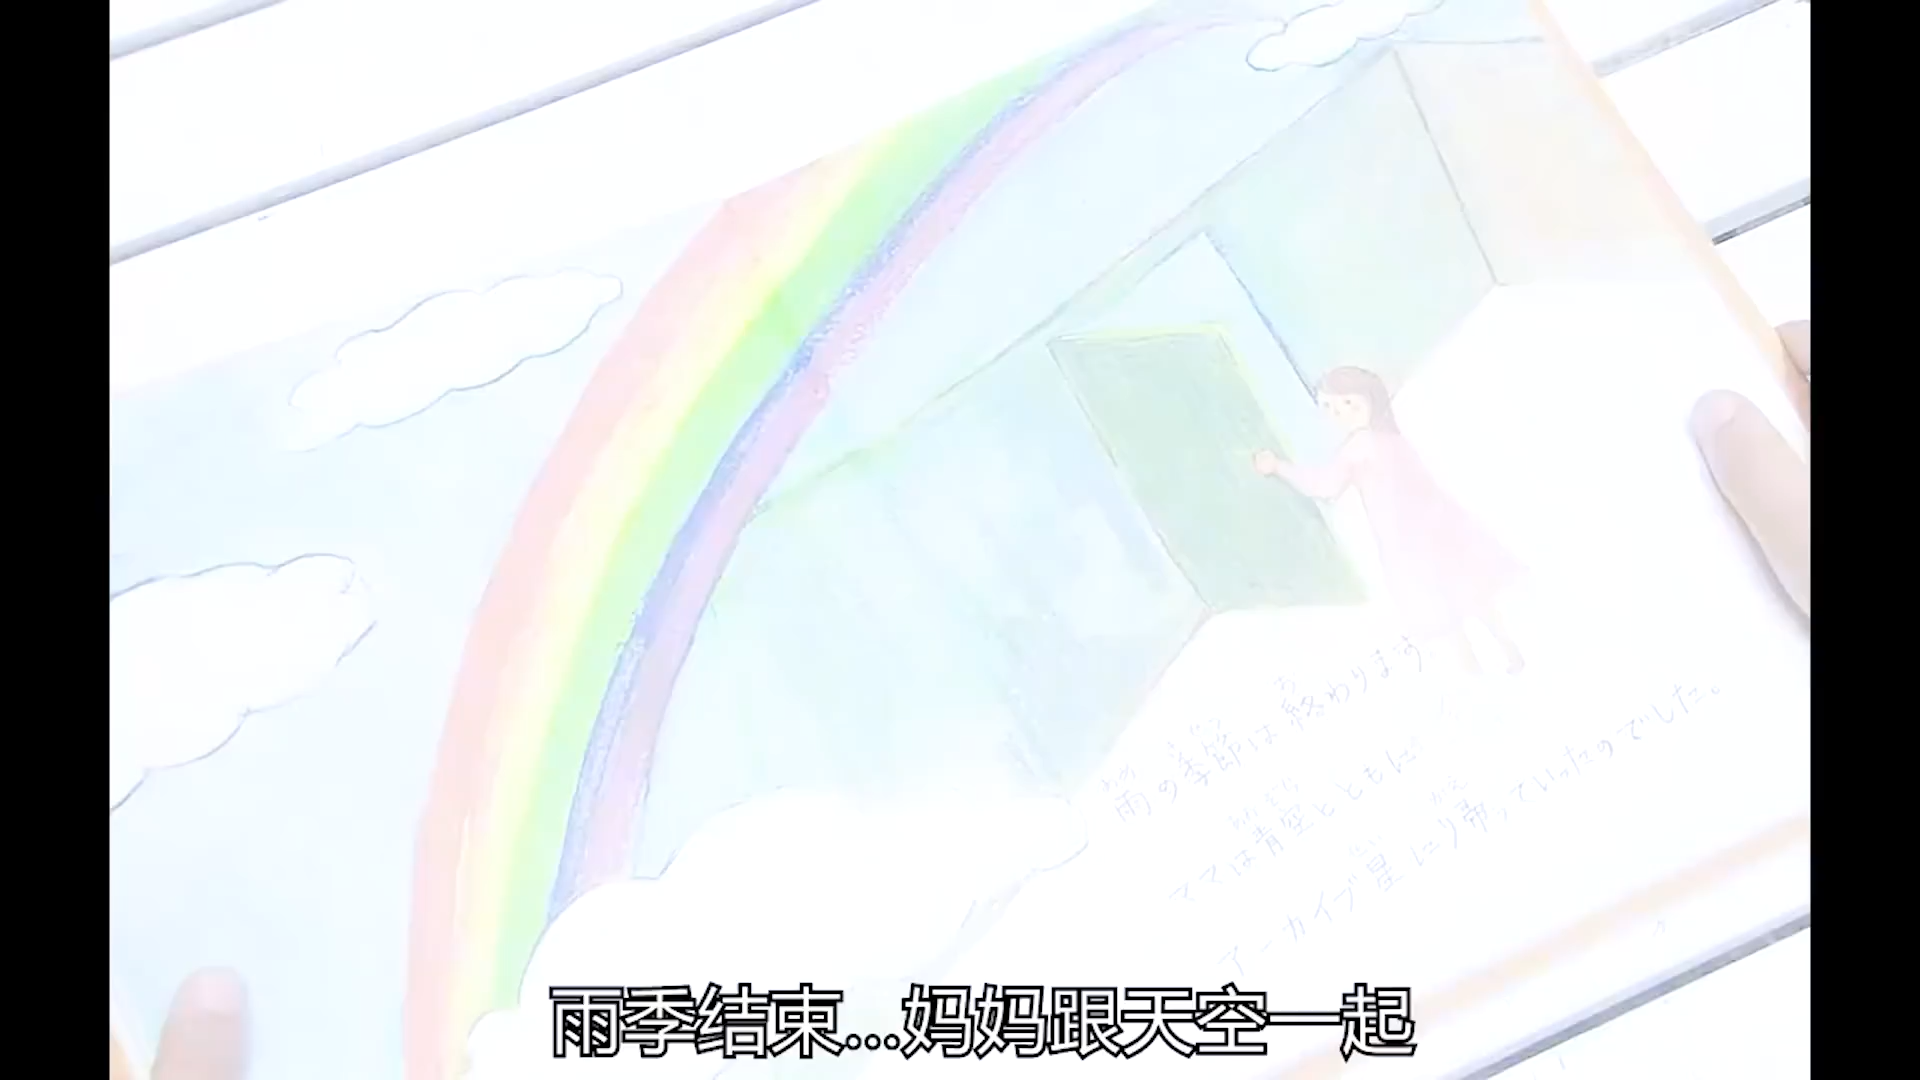 雨の季節は終わります。
ママは青空とともに
アーカイブ星に帰っていったのでした。
雨季结束...妈妈跟天空一起